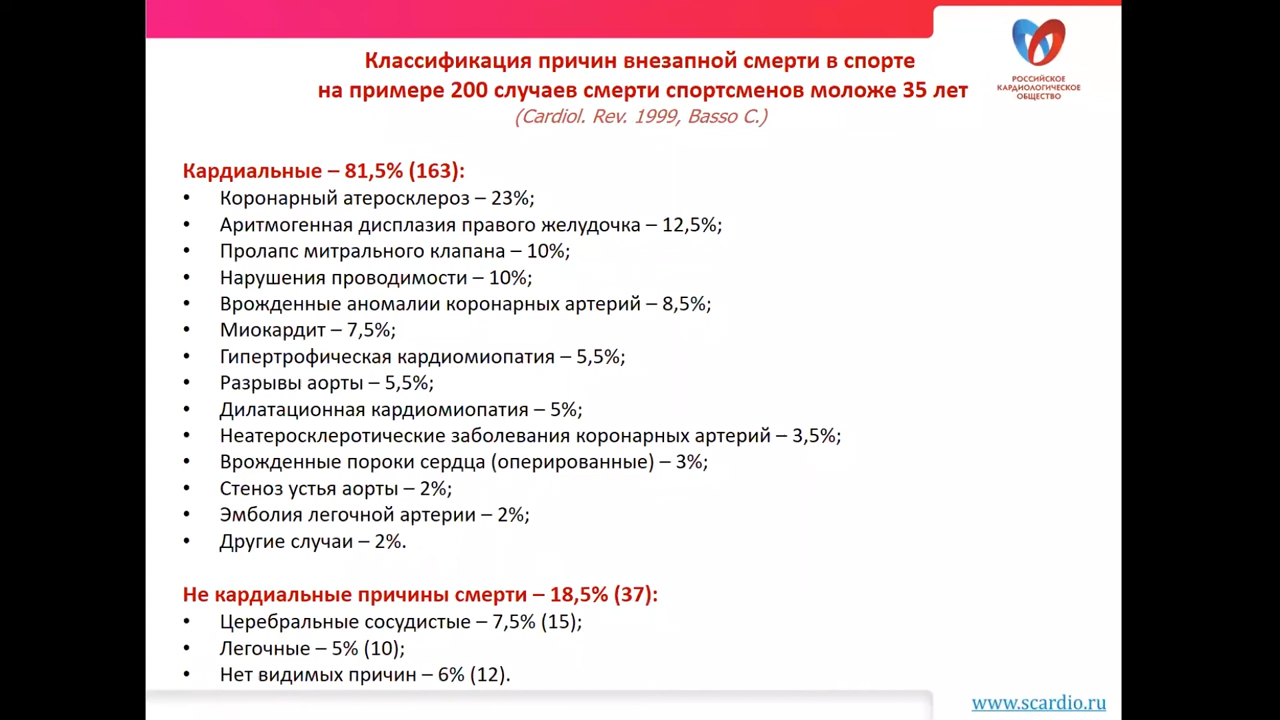 Классификация причин внезапной смерти в спорте
на примере 200 случаев смерти спортсменов моложе 35 лет
(Cardiol. Rev. 1999, Basso C.)
РОССИЙСКОЕ
КАРДИОЛОГИЧЕСКОЕ
ОБЩЕСТВО
Кардиальные – 81,5% (163):
• Коронарный атеросклероз – 23%;
• Аритмогенная дисплазия правого желудочка – 12,5%;
• Пролапс митрального клапана – 10%;
• Нарушения проводимости – 10%;
• Врожденные аномалии коронарных артерий – 8,5%;
• Миокардит – 7,5%;
• Гипертрофическая кардиомиопатия – 5,5%;
• Разрывы аорты – 5,5%;
• Дилатационная кардиомиопатия – 5%;
• Неатеросклеротические заболевания коронарных артерий – 3,5%;
• Врожденные пороки сердца (оперированные) – 3%;
• Стеноз устья аорты – 2%;
• Эмболия легочной артерии – 2%;
• Другие случаи – 2%.
Не кардиальные причины смерти – 18,5% (37):
• Церебральные сосудистые – 7,5% (15);
• Легочные – 5% (10);
• Нет видимых причин – 6% (12).
www.scardio.ru